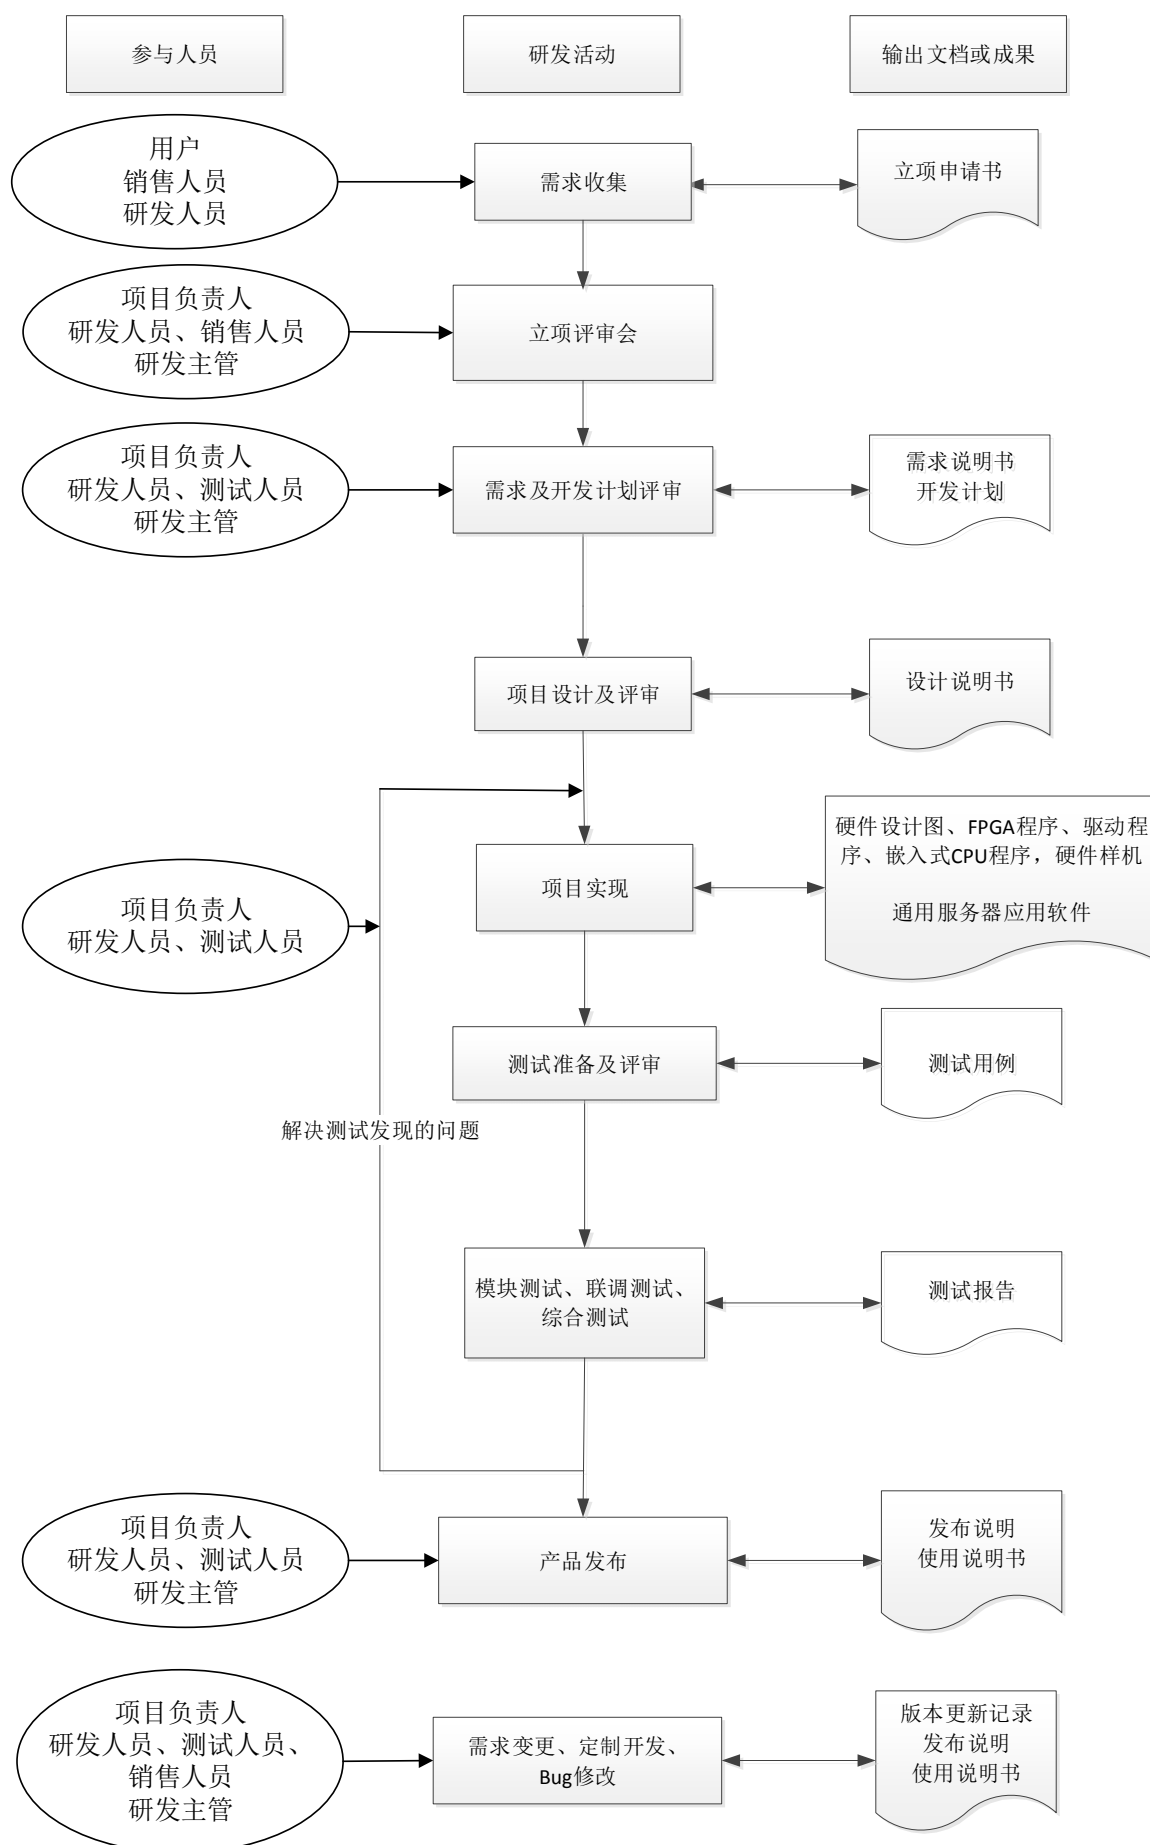 参与人员
研发活动
输出文档或成果
用户
销售人员
研发人员
需求收集
立项申请书
项目负责人
研发人员、销售人员
研发主管
立项评审会
项目负责人
研发人员、测试人员
研发主管
需求及开发计划评审
需求说明书
开发计划
项目设计及评审
设计说明书
项目负责人
研发人员、测试人员
项目实现
硬件设计图、FPGA程序、驱动程
序、嵌入式CPU程序，硬件样机
通用服务器应用软件
测试准备及评审
测试用例
解决测试发现的问题
模块测试、联调测试、
综合测试
测试报告
项目负责人
研发人员、测试人员
研发主管
产品发布
发布说明
使用说明书
项目负责人
研发人员、测试人员、
销售人员
研发主管
需求变更、定制开发、
Bug修改
版本更新记录
发布说明
使用说明书